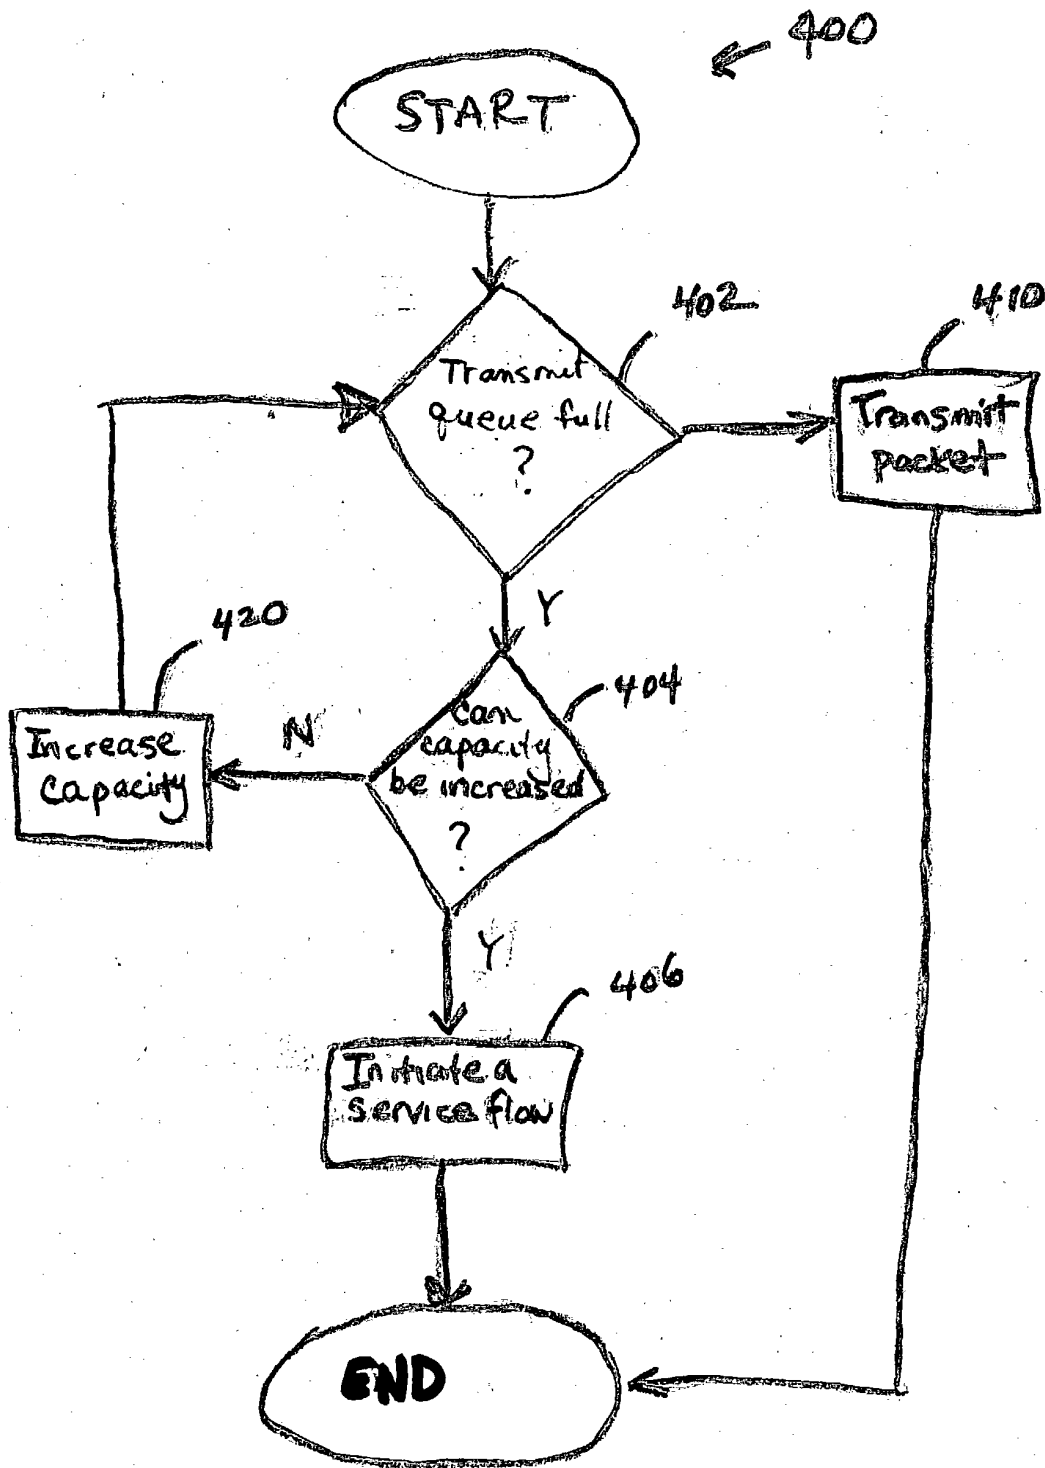 400
START
402
410
Transmit
queue full
?
Transmit
packet
Y
420
404
Can
capacity
be increased
?
N
Increase
capacity
Y
406
Initiate a
service flow
END